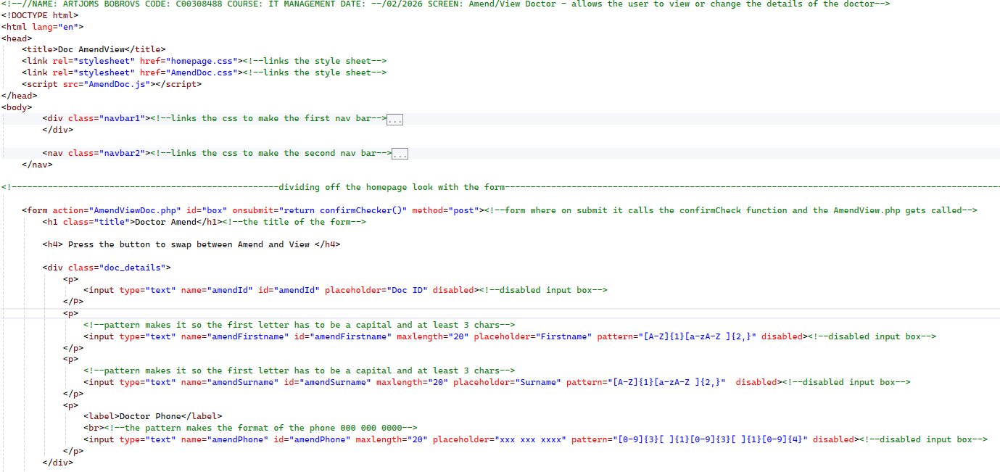 <!--//NAME: ARTJOMS BOBROVS CODE: C00308488 COURSE: IT MANAGEMENT DATE: --/02/2026 SCREEN: Amend/View Doctor - allows the user to view or change the details of the doctor-->
<!DOCTYPE html>
<html lang="en">
<head>
    <title>Doc AmendView</title>
    <link rel="stylesheet" href="homepage.css"><!--links the style sheet-->
    <link rel="stylesheet" href="AmendDoc.css"><!--links the style sheet-->
    <script src="AmendDoc.js"></script>
</head>
<body>
        <div class="navbar1"><!--links the css to make the first nav bar-->...
        </div>
        <nav class="navbar2"><!--links the css to make the second nav bar-->...
    </nav>
<!----------------------------------------------------dividing off the homepage look with the form--------------------------------------------------------------------------------------------------
    <form action="AmendViewDoc.php" id="box" onsubmit="return confirmChecker()" method="post"><!--form where on submit it calls the confirmCheck function and the AmendView.php gets called-->
        <h1 class="title">Doctor Amend</h1><!--the title of the form-->
        <h4> Press the button to swap between Amend and View </h4>
        <div class="doc_details">
            <p>
                <input type="text" name="amendId" id="amendId" placeholder="Doc ID" disabled><!--disabled input box-->
            </P>
            <p>
                <!--pattern makes it so the first letter has to be a capital and at least 3 chars-->
                <input type="text" name="amendFirstname" id="amendFirstname" maxlength="20" placeholder="Firstname" pattern="[A-Z]{1}[a-zA-Z ]{2,}" disabled><!--disabled input box-->
            </p>
            <p>
                <!--pattern makes it so the first letter has to be a capital and at least 3 chars-->
                <input type="text" name="amendSurname" id="amendSurname" maxlength="20" placeholder="Surname" pattern="[A-Z]{1}[a-zA-Z ]{2,}"  disabled><!--disabled input box-->
            </p>
            <p>
                <label>Doctor Phone</label>
                <br><!--the pattern makes the format of the phone 000 000 0000-->
                <input type="text" name="amendPhone" id="amendPhone" maxlength="20" placeholder="xxx xxx xxxx" pattern="[0-9]{3}[ ]{1}[0-9]{3}[ ]{1}[0-9]{4}" disabled><!--disabled input box-->
            </p>
        </div>